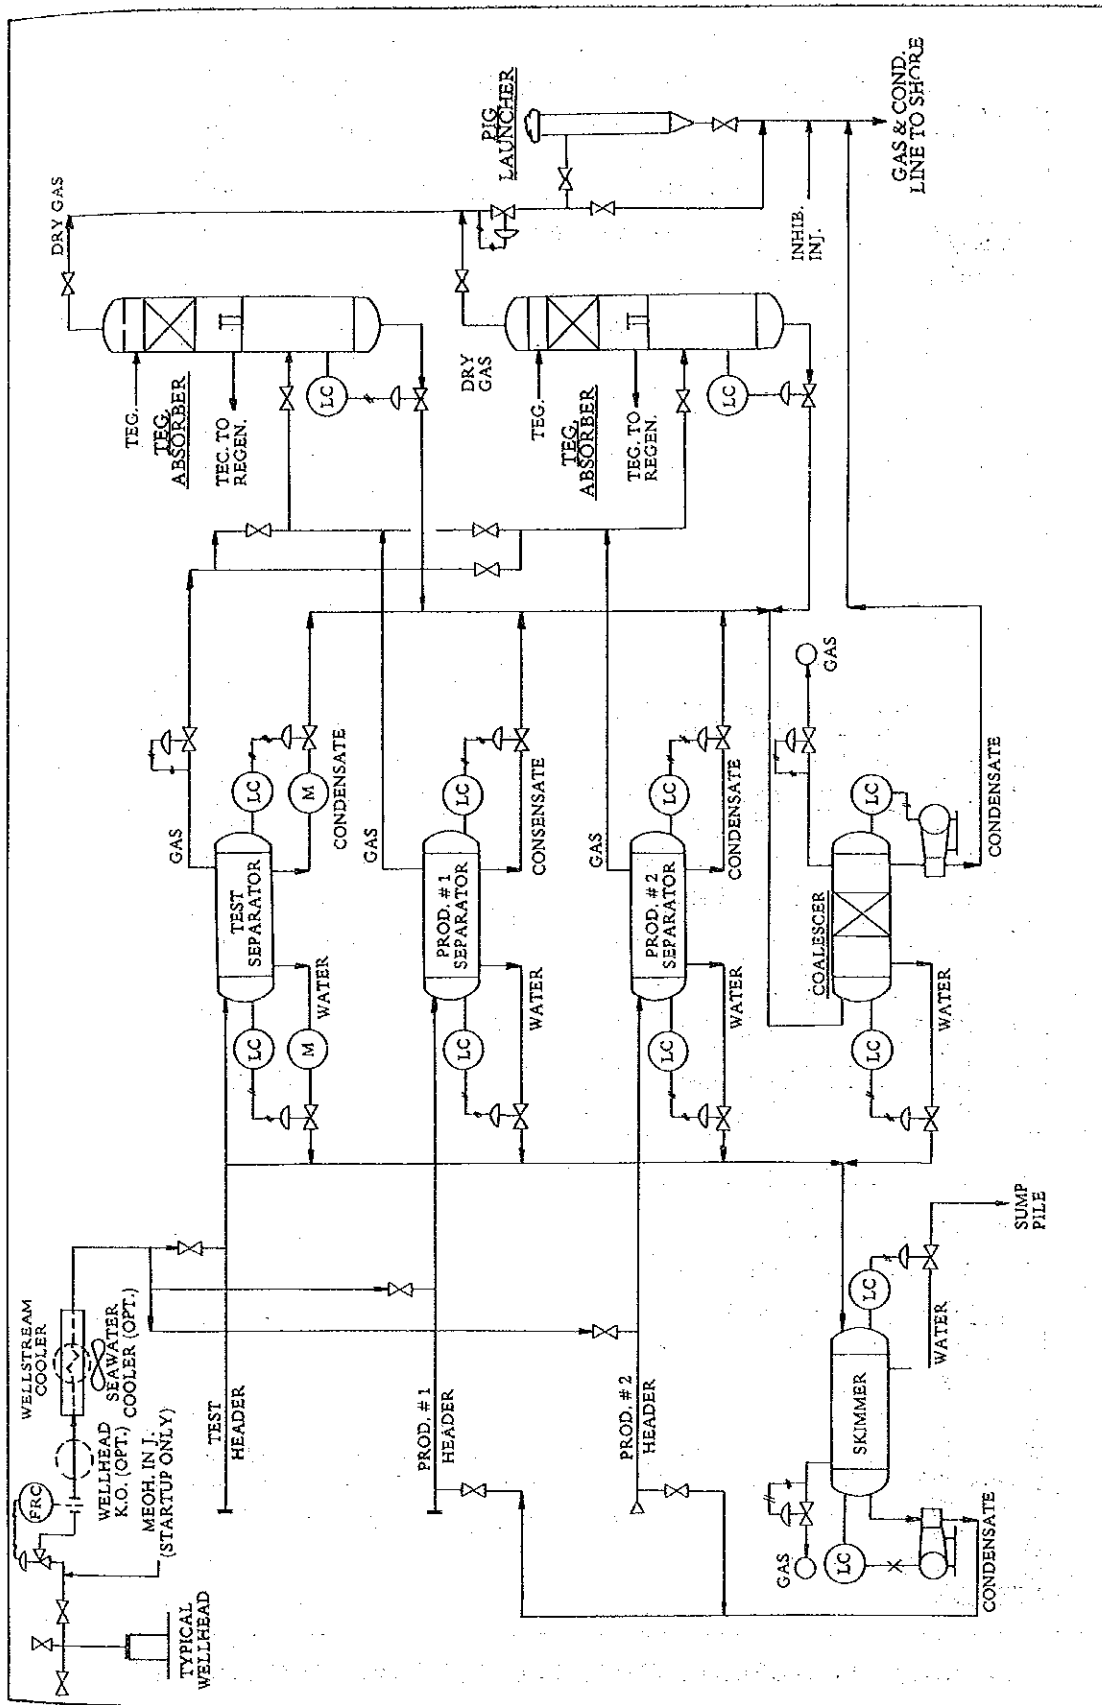 TYPICAL
WELLHEAD
FRC
WELLHEAD
K.O. (OPT.)
MEOH. INJ.
(STARTUP ONLY)
WELLSTREAM
COOLER
SEAWATER
COOLER (OPT.)
TEST
HEADER
LC
M
WATER
TEST
SEPARATOR
GAS
LC
M
CONDENSATE
TEG.
TEG.
ABSORBER
TEC. TO
REGEN.
LC
DRY GAS
PROD. # 1
HEADER
LC
WATER
PROD. # 1
SEPARATOR
GAS
LC
CONSENSATE
PROD. # 2
HEADER
LC
WATER
PROD. # 2
SEPARATOR
GAS
LC
CONDENSATE
DRY
GAS
TEG.
TEG.
ABSORBER
TEG. TO
REGEN.
LC
PIG
LAUNCHER
GAS
LC
CONDENSATE
SKIMMER
LC
WATER
SUMP
PILE
COALESCER
LC
WATER
LC
GAS
CONDENSATE
INHIB.
INJ.
GAS & COND.
LINE TO SHORE